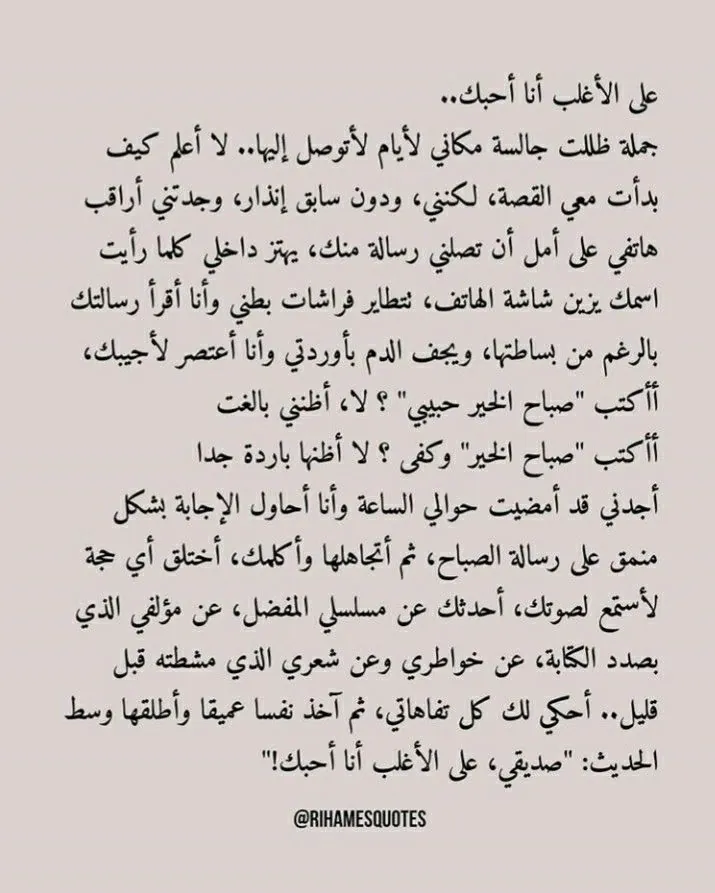 على الأغلب أنا أحبك..
جملة ظللت جالسة مكاني لأيام لأتوصل إليها.. لا أعلم كيف
بدأت معي القصة، لكنني، ودون سابق إنذار، وجدتني أراقب
هاتفي على أمل أن تصلني رسالة منك، يهتز داخلي كلما رأيت
اسمك يزين شاشة الهاتف، تتطاير فراشات بطني وأنا أقرأ رسالتك
بالرغم من بساطتها، ويجف الدم بأوردتي وأنا أعتصر لأجيبك،
أأكتب "صباح الخير حبيبي" ؟ لا، أظنني بالغت
أأكتب "صباح الخير" وكفى ؟ لا أظنها باردة جدا
أجدني قد أمضيت حوالي الساعة وأنا أحاول الإجابة بشكل
منمق على رسالة الصباح، ثم أتجاهلها وأكلمك، أختلق أي حجة
لأستمع لصوتك، أحدثك عن مسلسلي المفضل، عن مؤلفي الذي
بصدد الكتابة، عن خواطري وعن شعري الذي مشطته قبل
قليل.. أحكي لك كل تفاهاتي، ثم آخذ نفسا عميقا وأطلقها وسط
الحديث: "صديقي، على الأغلب أنا أحبك!"
@RIHAMESQUOTES